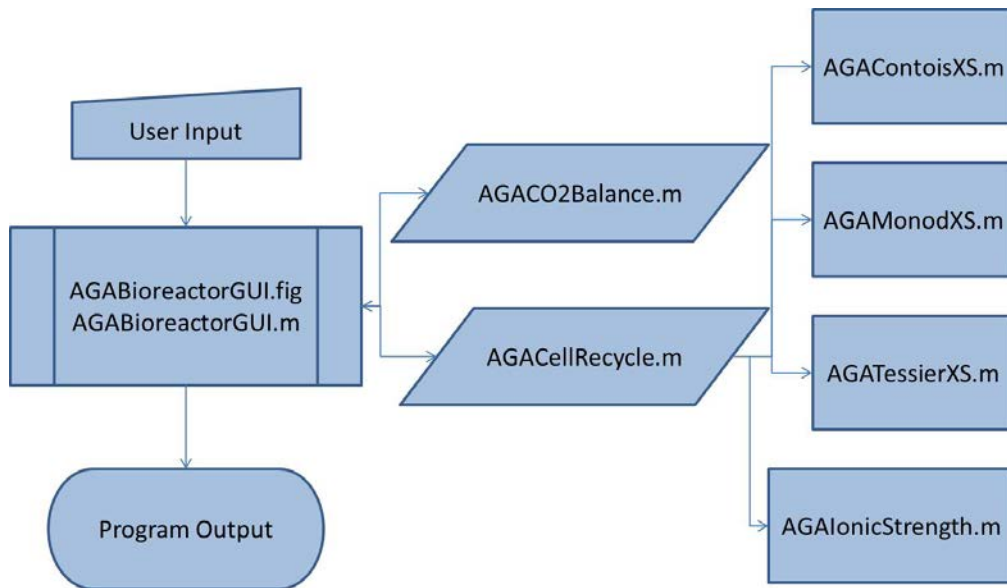 User Input
AGABioreactorGUI.fig
AGABioreactorGUI.m
Program Output
AGACO2Balance.m
AGACellRecycle.m
AGAContoisXS.m
AGAMonodXS.m
AGATessierXS.m
AGAIonicStrength.m